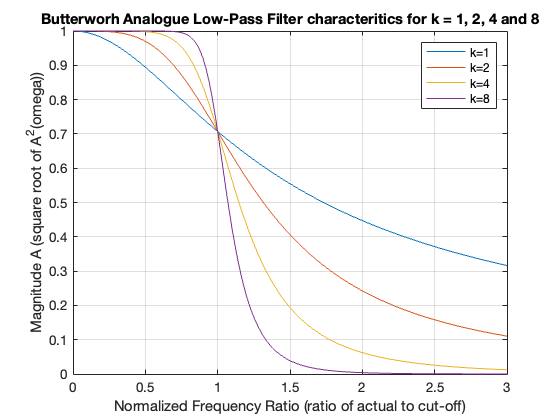 Butterworh Analogue Low-Pass Filter characteritics for k = 1, 2, 4 and 8
1
0.9
0.8
0.7
0.6
0.5
0.4
0.3
0.2
0.1
0
Magnitude A (square root of A²(omega))
k=1
k=2
k=4
k=8
0 0.5 1 1.5 2 2.5 3
Normalized Frequency Ratio (ratio of actual to cut-off)